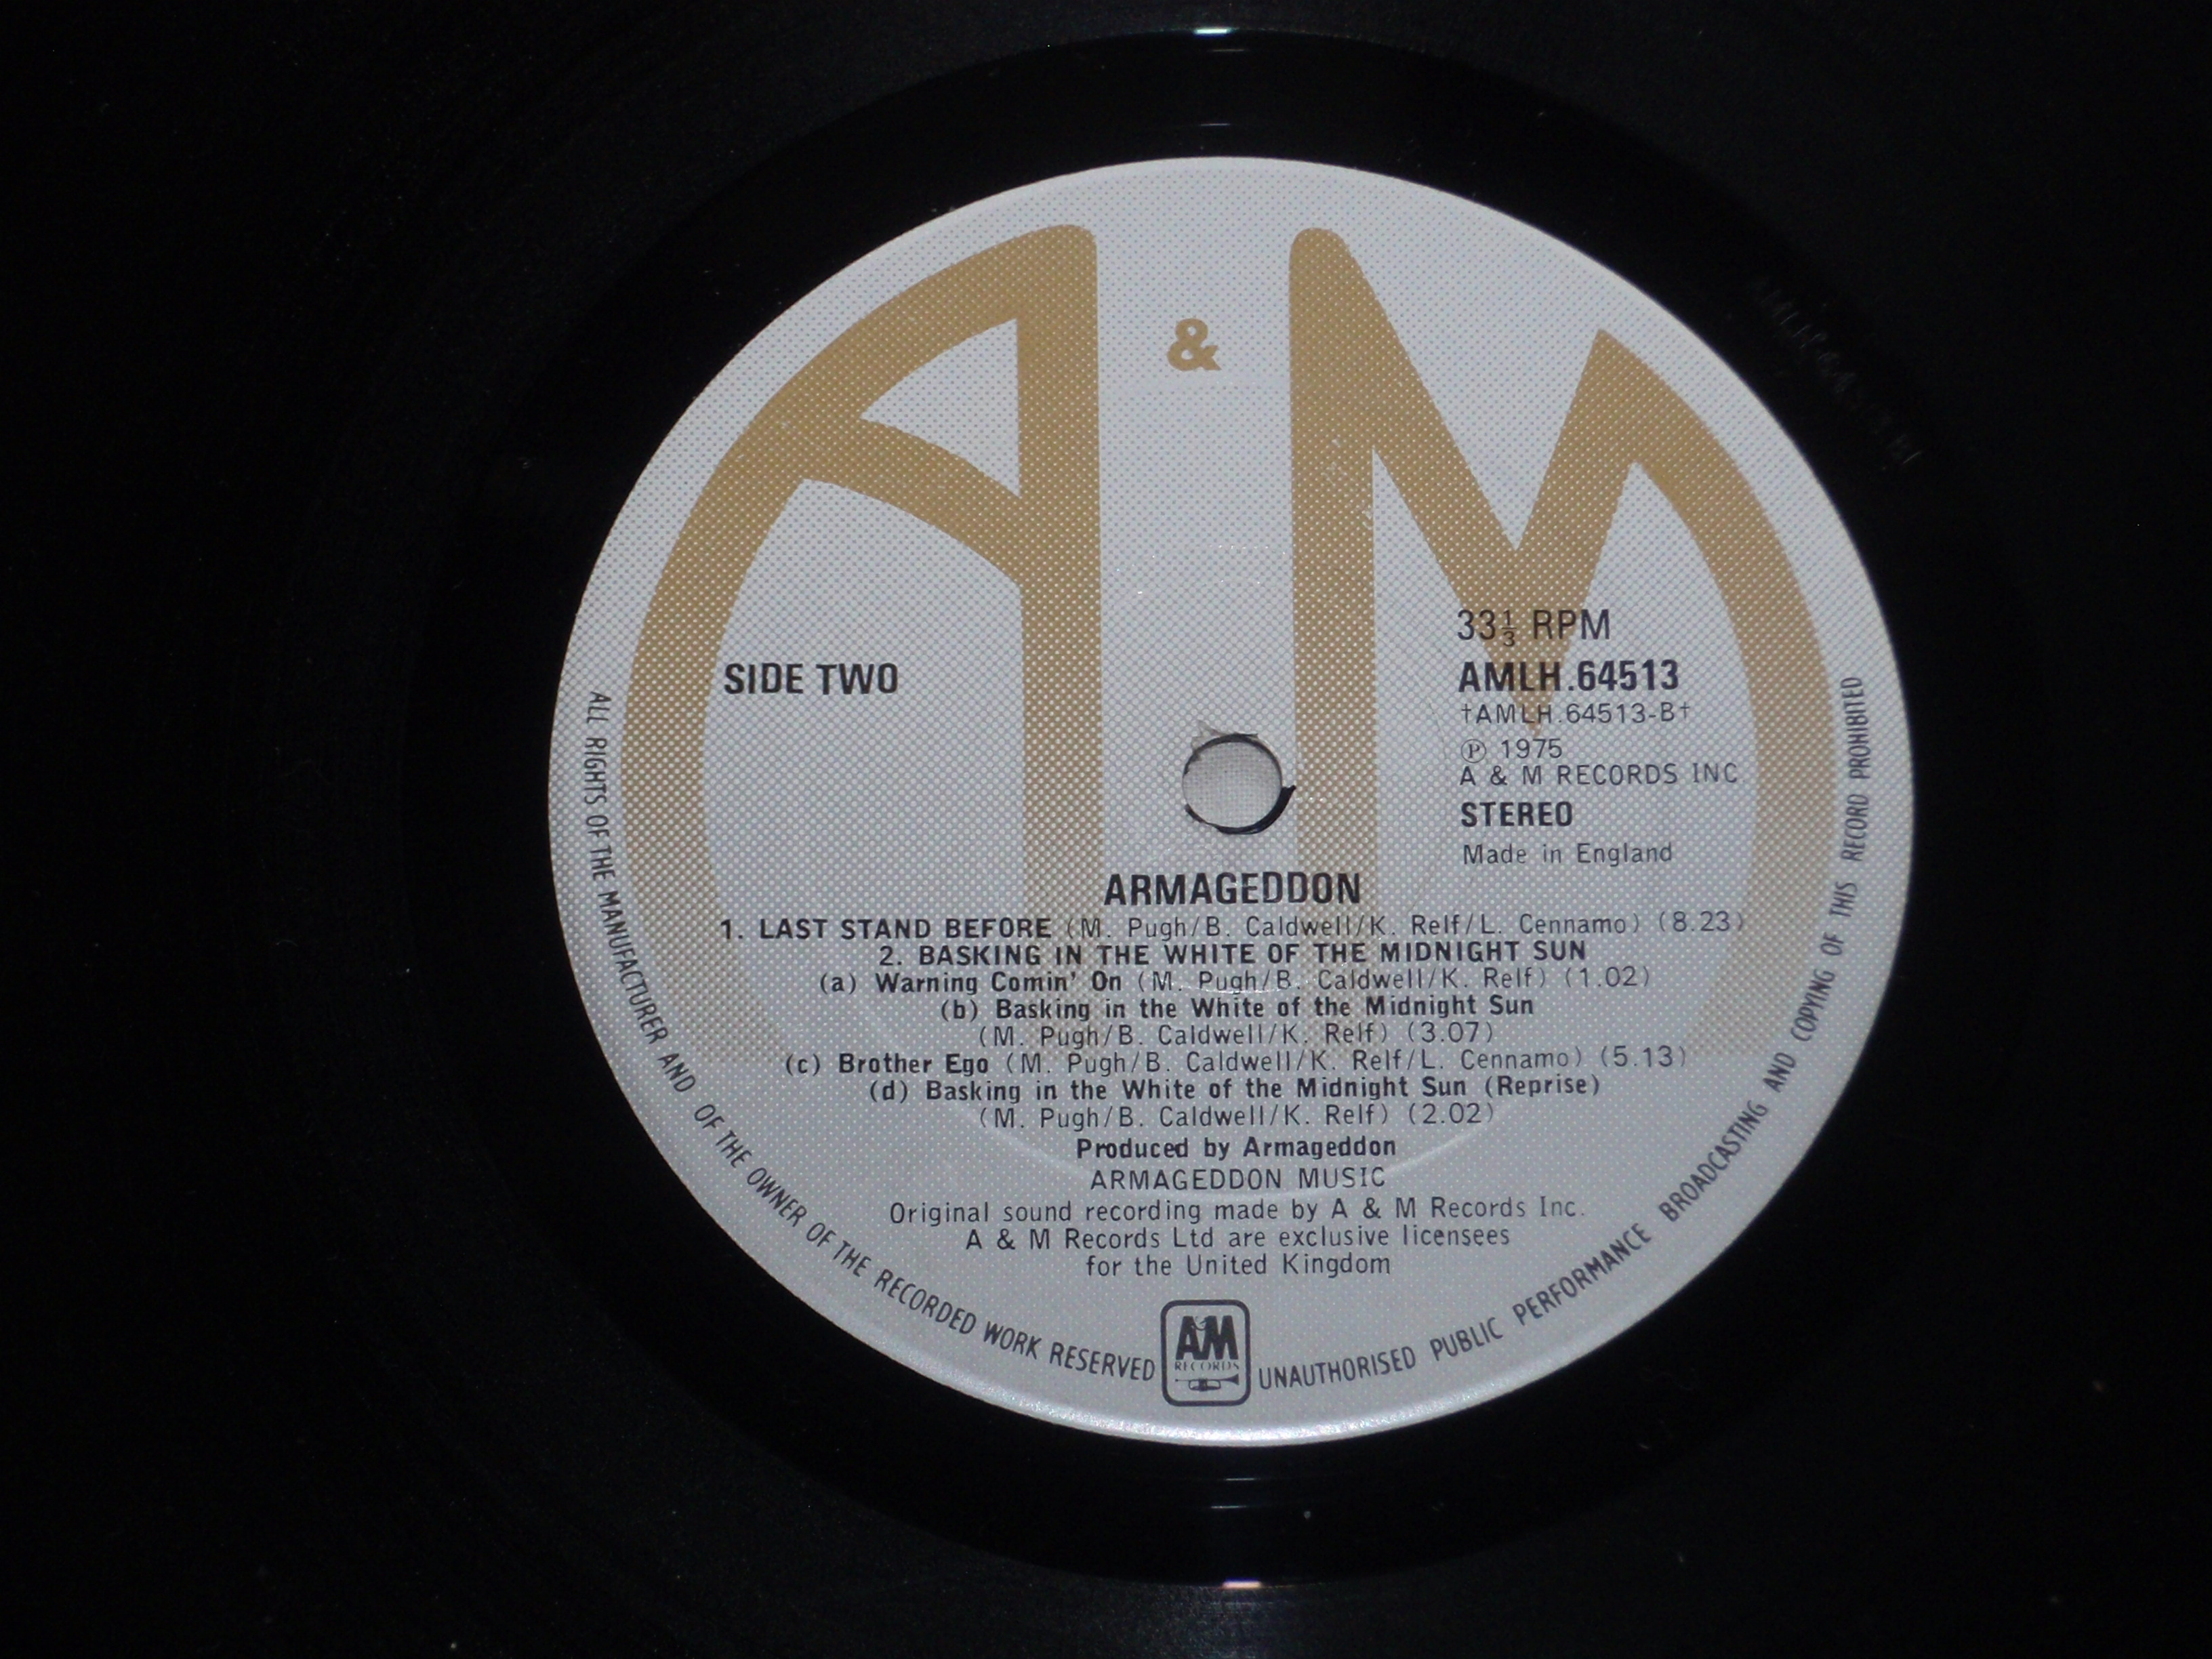 A & M
33⅓ RPM
SIDE TWO
AMLH.64513
†AMLH.64513-B†
Ⓟ 1975
A & M RECORDS INC
STEREO
Made in England
ARMAGEDDON
1. LAST STAND BEFORE (M. Pugh/B. Caldwell/K. Relf/L. Cennamo) (8.23)
2. BASKING IN THE WHITE OF THE MIDNIGHT SUN
(a) Warning Comin' On (M. Pugh/B. Caldwell/K. Relf) (1.02)
(b) Basking in the White of the Midnight Sun
(M. Pugh/B. Caldwell/K. Relf) (3.07)
(c) Brother Ego (M. Pugh/B. Caldwell/K. Relf/L. Cennamo) (5.13)
(d) Basking in the White of the Midnight Sun (Reprise)
(M. Pugh/B. Caldwell/K. Relf) (2.02)
Produced by Armageddon
ARMAGEDDON MUSIC
Original sound recording made by A & M Records Inc.
A & M Records Ltd are exclusive licensees
for the United Kingdom
AM
RECORDS
ALL RIGHTS OF THE MANUFACTURER AND OF THE OWNER OF THE RECORDED WORK RESERVED
UNAUTHORISED PUBLIC PERFORMANCE BROADCASTING AND COPYING OF THIS RECORD PROHIBITED